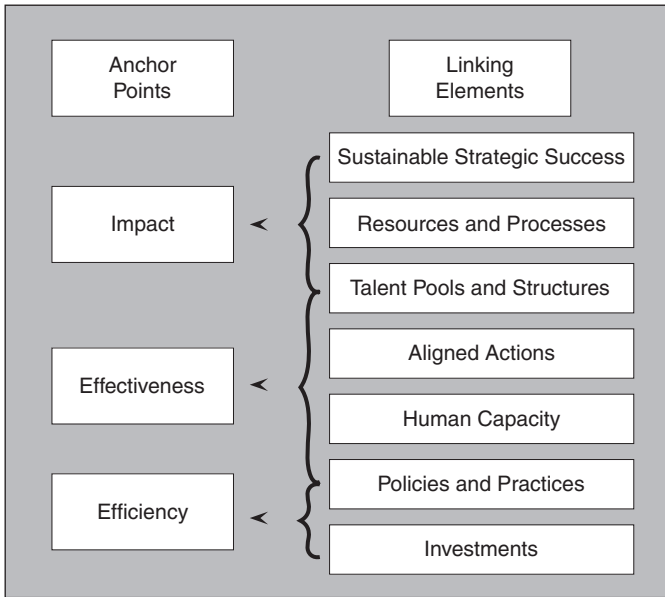 Anchor
Points
Linking
Elements
Sustainable Strategic Success
Impact
Resources and Processes
Talent Pools and Structures
Aligned Actions
Effectiveness
Human Capacity
Policies and Practices
Efficiency
Investments